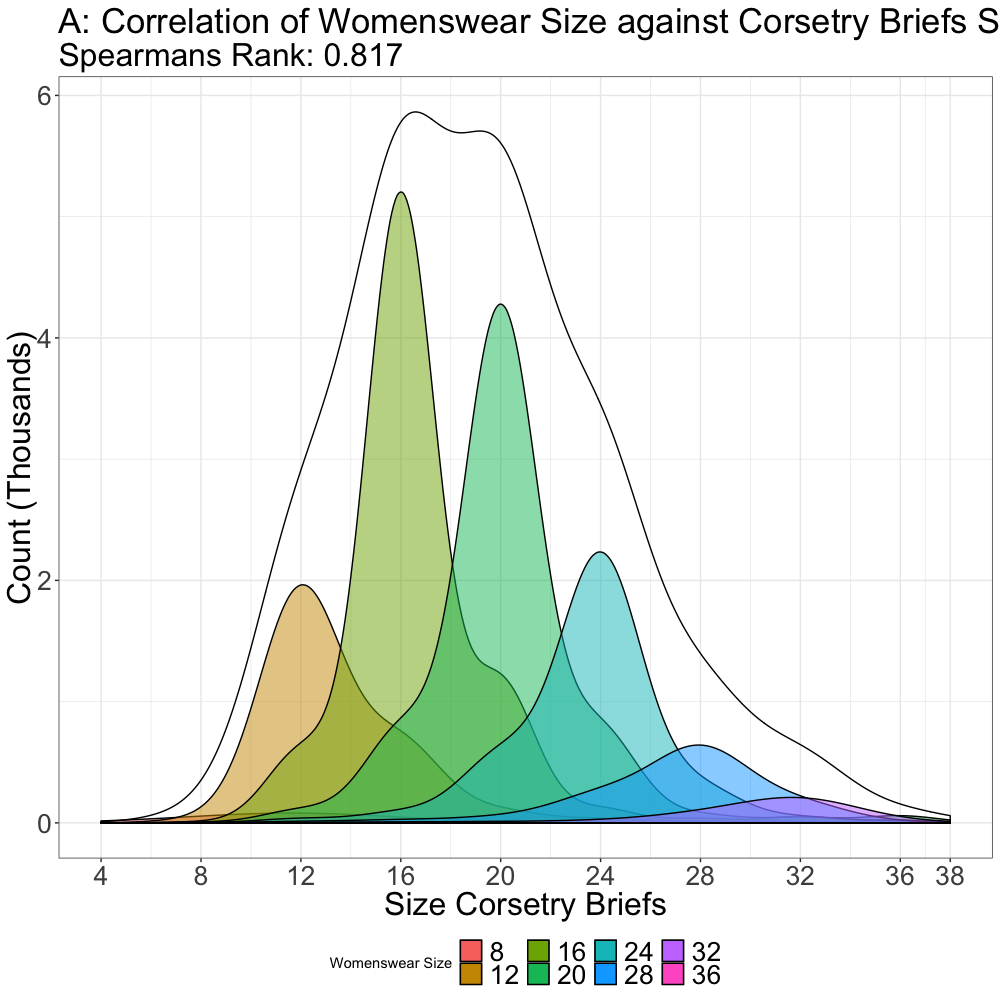 A: Correlation of Womenswear Size against Corsetry Briefs S
Spearmans Rank: 0.817
6
4
2
0
Count (Thousands)
4 8 12 16 20 24 28 32 36 38
Size Corsetry Briefs
Womenswear Size
8 16 24 32
12 20 28 36